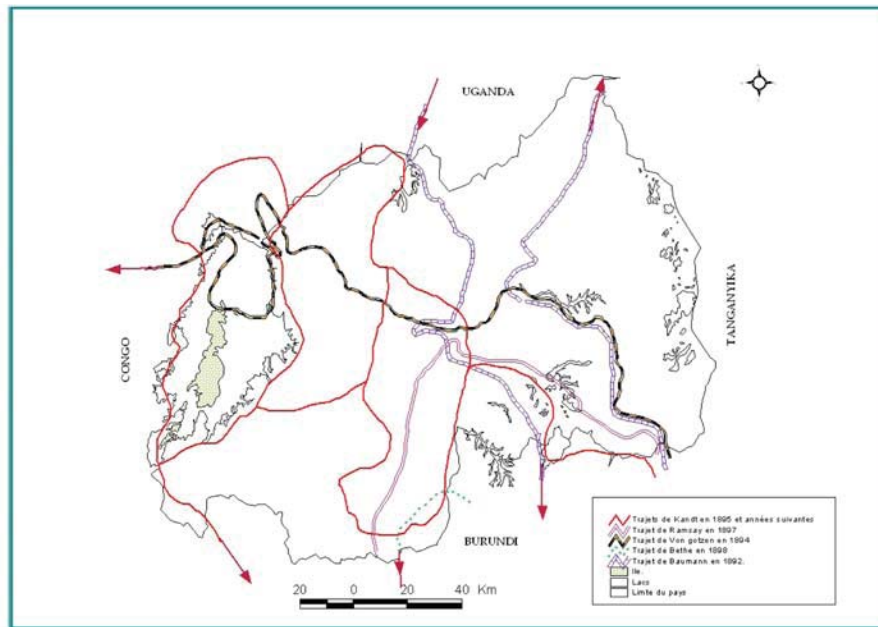 UGANDA
CONGO
TANGANYIKA
BURUNDI
20 0 20 40 Km
Trajets de Kandt en 1895 et années suivantes
Trajet de Ramsay en 1897
Trajet de Von gotzen en 1894
Trajet de Bethe en 1898
Trajet de Baumann en 1892.
Ile.
Lacs
Limite du pays